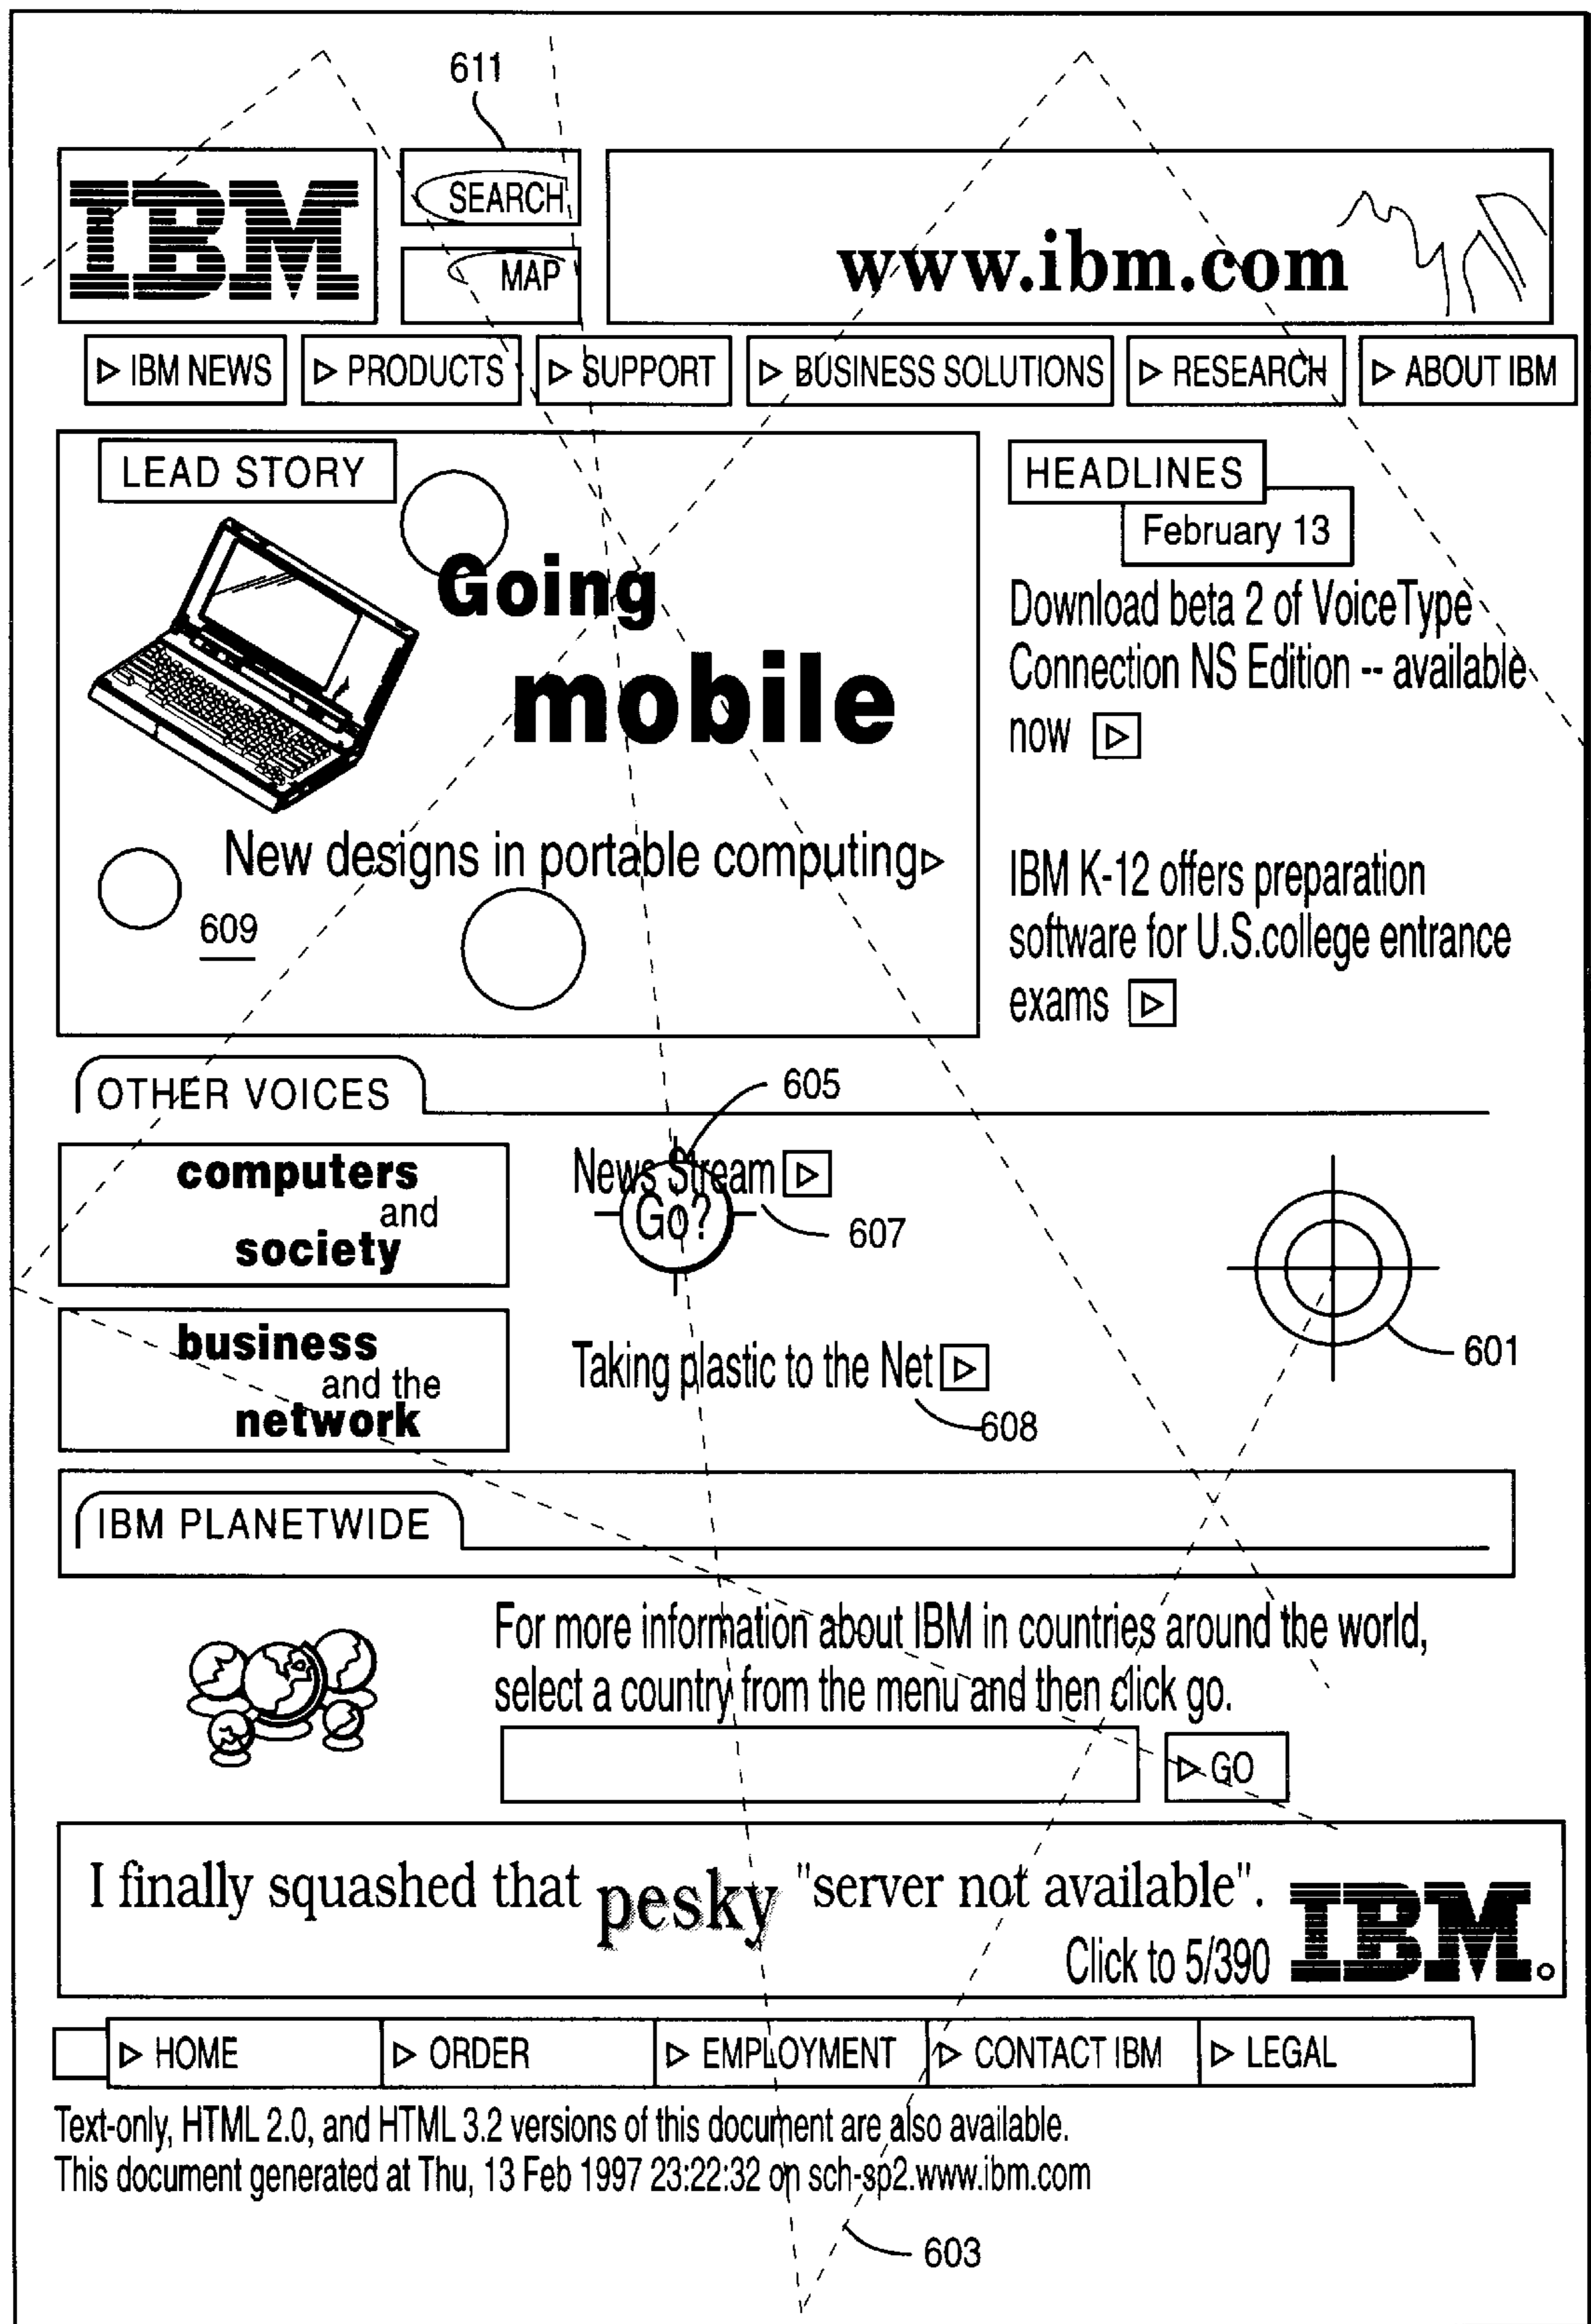 611
IBM
SEARCH
MAP
www.ibm.com
IBM NEWS
PRODUCTS
SUPPORT
BUSINESS SOLUTIONS
RESEARCH
ABOUT IBM
LEAD STORY
Going
mobile
New designs in portable computing
609
HEADLINES
February 13
Download beta 2 of VoiceType
Connection NS Edition -- available
now
IBM K-12 offers preparation
software for U.S.college entrance
exams
OTHER VOICES
605
computers
and
society
News Stream
Go?
607
business
and the
network
Taking plastic to the Net
608
601
IBM PLANETWIDE
For more information about IBM in countries around the world,
select a country from the menu and then click go.
GO
I finally squashed that pesky "server not available".
Click to 5/390
IBM
HOME
ORDER
EMPLOYMENT
CONTACT IBM
LEGAL
Text-only, HTML 2.0, and HTML 3.2 versions of this document are also available.
This document generated at Thu, 13 Feb 1997 23:22:32 on sch-sp2.www.ibm.com
603